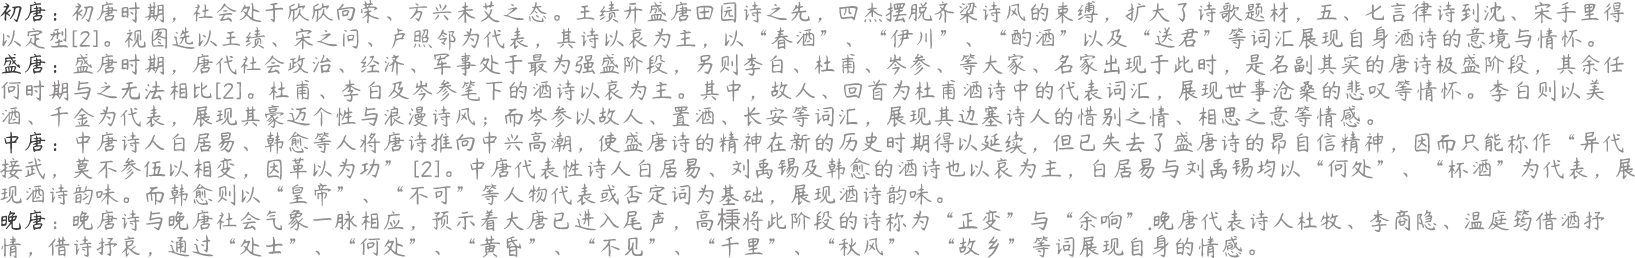 初唐：初唐时期，社会处于欣欣向荣、方兴未艾之态。王绩开盛唐田园诗之先，四杰摆脱齐梁诗风的束缚，扩大了诗歌题材，五、七言律诗到沈、宋手里得
以定型[2]。视图选以王绩、宋之问、卢照邻为代表，其诗以哀为主，以“春酒”、“伊川”、“酌酒”以及“送君”等词汇展现自身酒诗的意境与情怀。
盛唐：盛唐时期，唐代社会政治、经济、军事处于最为强盛阶段，另则李白、杜甫、岑参、等大家、名家出现于此时，是名副其实的唐诗极盛阶段，其余任
何时期与之无法相比[2]。杜甫、李白及岑参笔下的酒诗以哀为主。其中，故人、回首为杜甫酒诗中的代表词汇，展现世事沧桑的悲叹等情怀。李白则以美
酒、千金为代表，展现其豪迈个性与浪漫诗风；而岑参以故人、置酒、长安等词汇，展现其边塞诗人的惜别之情、相思之意等情感。
中唐：中唐诗人白居易、韩愈等人将唐诗推向中兴高潮，使盛唐诗的精神在新的历史时期得以延续，但已失去了盛唐诗的昂自信精神，因而只能称作“异代
接武，莫不参伍以相变，因革以为功” [2]。中唐代表性诗人白居易、刘禹锡及韩愈的酒诗也以哀为主，白居易与刘禹锡均以“何处”、“杯酒”为代表，展
现酒诗韵味。而韩愈则以“皇帝”、“不可”等人物代表或否定词为基础，展现酒诗韵味。
晚唐：晚唐诗与晚唐社会气象一脉相应，预示着大唐已进入尾声，高棅将此阶段的诗称为“正变”与“余响”.晚唐代表诗人杜牧、李商隐、温庭筠借酒抒
情，借诗抒哀，通过“处士”、“何处”、“黄昏”、“不见”、“千里”、“秋风”、“故乡”等词展现自身的情感。